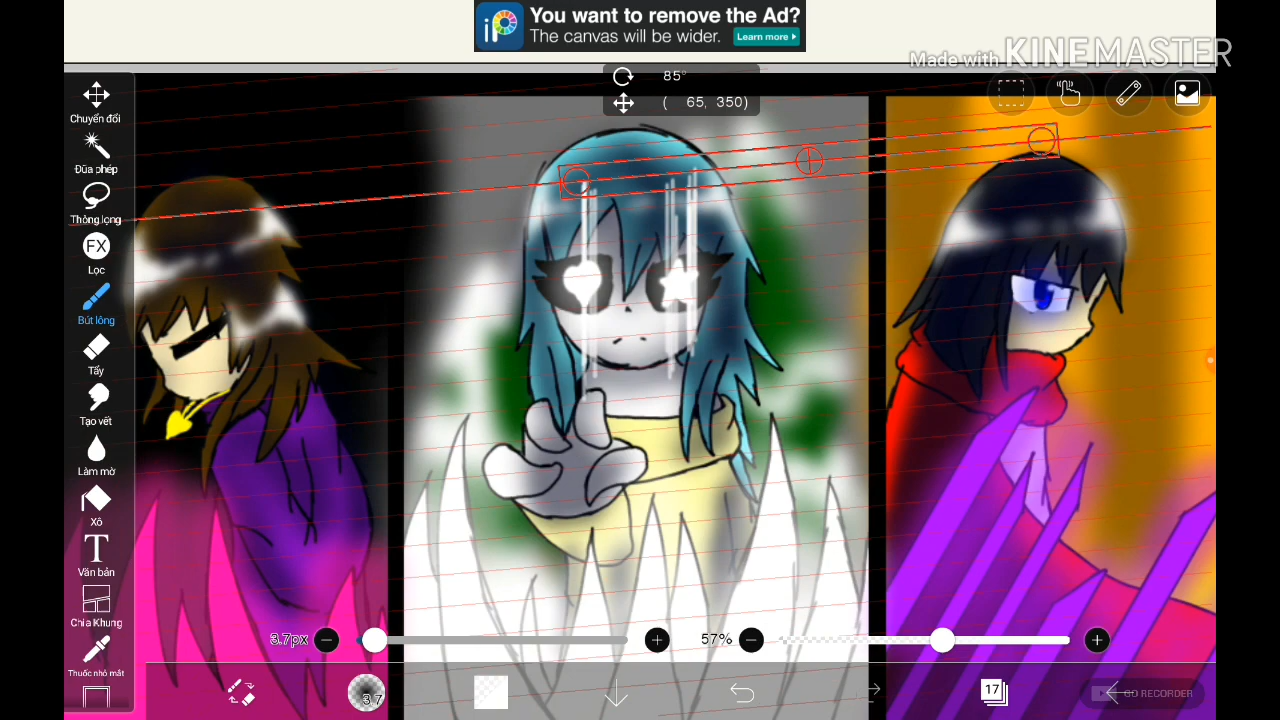 You want to remove the Ad?
The canvas will be wider.
Learn more
Made with KINEMASTER
85°
( 65, 350)
Chuyển đổi
Đũa phép
Thòng lọng
FX
Lọc
Bút lông
Tẩy
Tạo vết
Làm mờ
Xô
T
Văn bản
Chia Khung
Thuốc nhỏ mắt
3.7px
57%
3.7
17
GO RECORDER